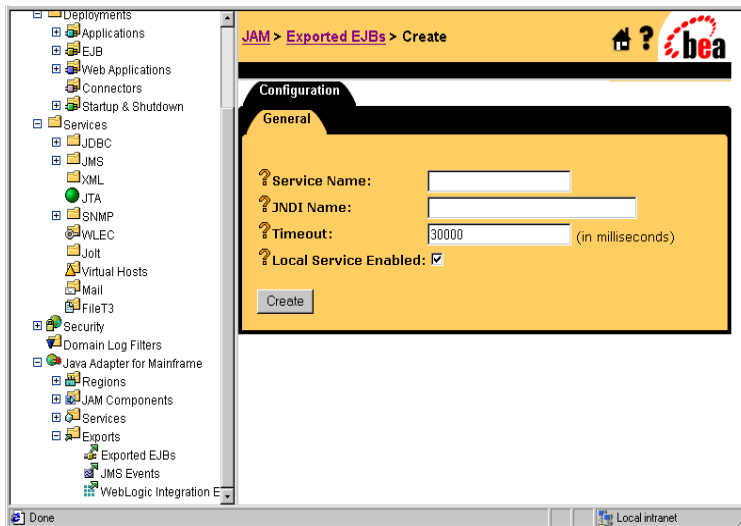 Deployments
Applications
EJB
Web Applications
Connectors
Startup & Shutdown
Services
JDBC
JMS
XML
JTA
SNMP
WLEC
Jolt
Virtual Hosts
Mail
FileT3
Security
Domain Log Filters
Java Adapter for Mainframe
Regions
JAM Components
Services
Exports
Exported EJBs
JMS Events
WebLogic Integration E
JAM > Exported EJBs > Create
? bea
Configuration
General
? Service Name:
? JNDI Name:
? Timeout: 30000 (in milliseconds)
? Local Service Enabled:
Create
Done
Local intranet